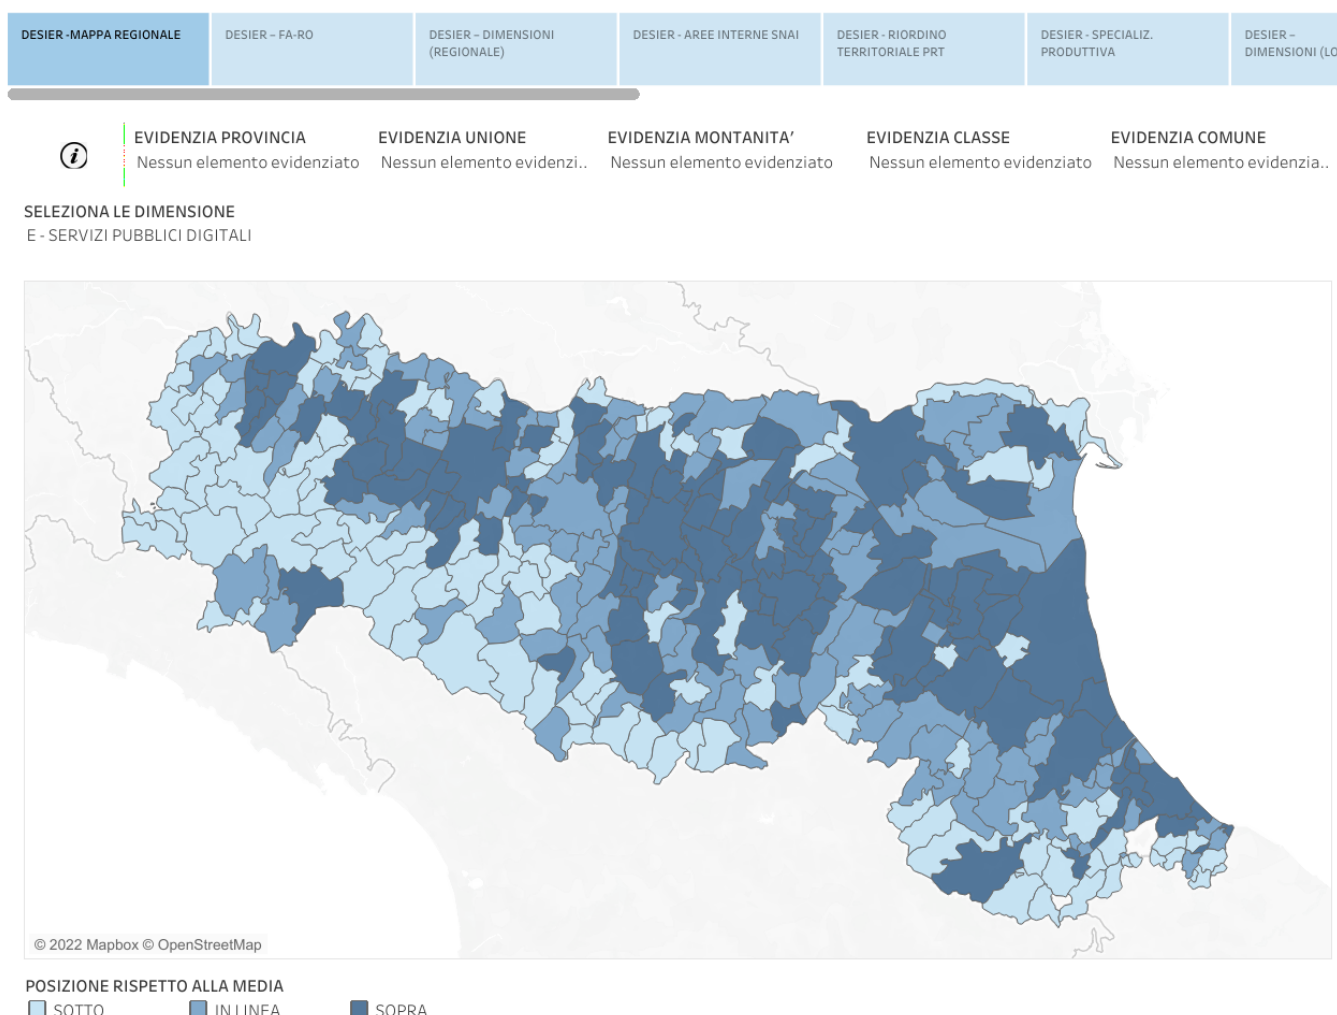 DESIER -MAPPA REGIONALE
DESIER – FA-RO
DESIER – DIMENSIONI
(REGIONALE)
DESIER - AREE INTERNE SNAI
DESIER - RIORDINO
TERRITORIALE PRT
DESIER - SPECIALIZ.
PRODUTTIVA
DESIER –
DIMENSIONI (LO
EVIDENZIA PROVINCIA
Nessun elemento evidenziato
EVIDENZIA UNIONE
Nessun elemento evidenzi..
EVIDENZIA MONTANITA'
Nessun elemento evidenziato
EVIDENZIA CLASSE
Nessun elemento evidenziato
EVIDENZIA COMUNE
Nessun elemento evidenzia..
SELEZIONA LE DIMENSIONE
E - SERVIZI PUBBLICI DIGITALI
© 2022 Mapbox © OpenStreetMap
POSIZIONE RISPETTO ALLA MEDIA
SOTTO
IN LINEA
SOPRA